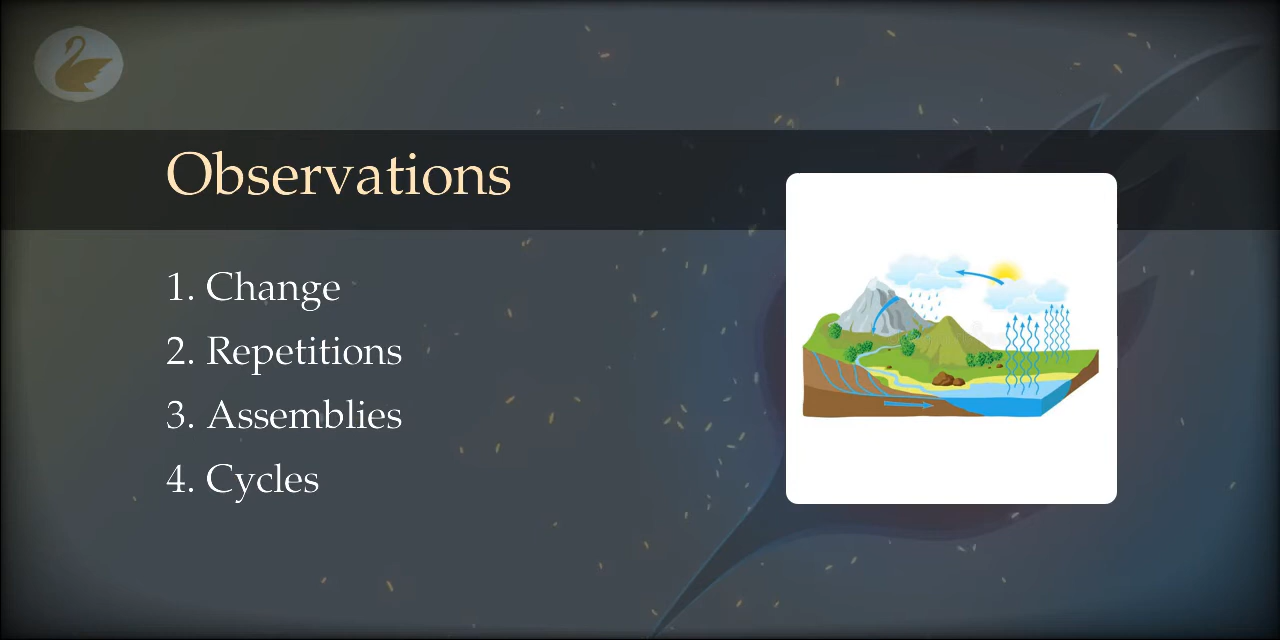 Observations
1. Change
2. Repetitions
3. Assemblies
4. Cycles